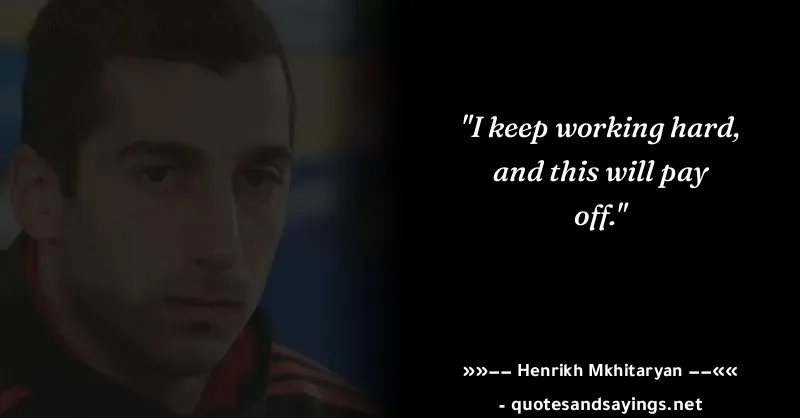 "I keep working hard,
and this will pay
off."
»»−− Henrikh Mkhitaryan −−««
- quotesandsayings.net